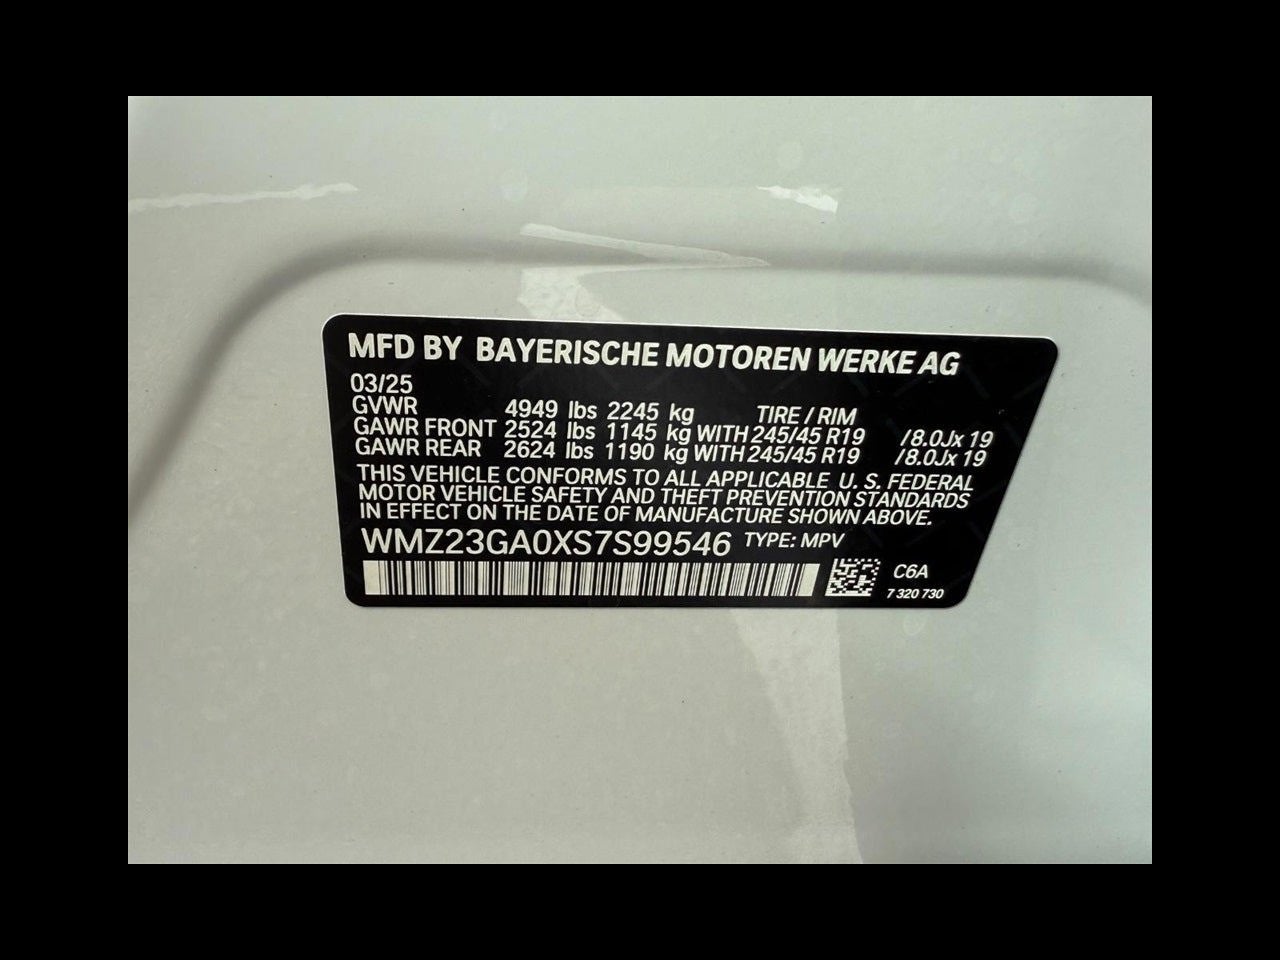 MFD BY BAYERISCHE MOTOREN WERKE AG
03/25
GVWR 4949 lbs 2245 kg TIRE / RIM
GAWR FRONT 2524 lbs 1145 kg WITH 245/45 R19 /8.0Jx 19
GAWR REAR 2624 lbs 1190 kg WITH 245/45 R19 /8.0Jx 19
THIS VEHICLE CONFORMS TO ALL APPLICABLE U. S. FEDERAL
MOTOR VEHICLE SAFETY AND THEFT PREVENTION STANDARDS
IN EFFECT ON THE DATE OF MANUFACTURE SHOWN ABOVE.
WMZ23GA0XS7S99546 TYPE: MPV
C6A
7 320 730